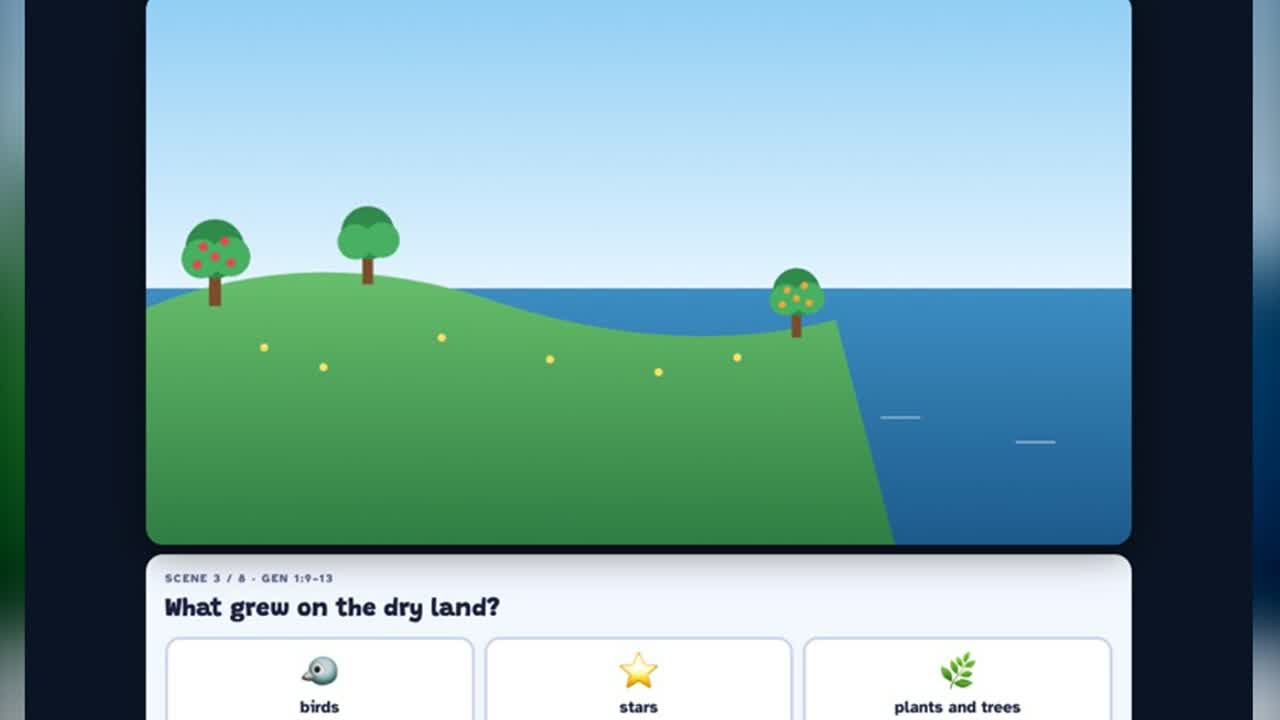 SCENE 3 / 8 · GEN 1:9–13
What grew on the dry land?
birds
stars
plants and trees